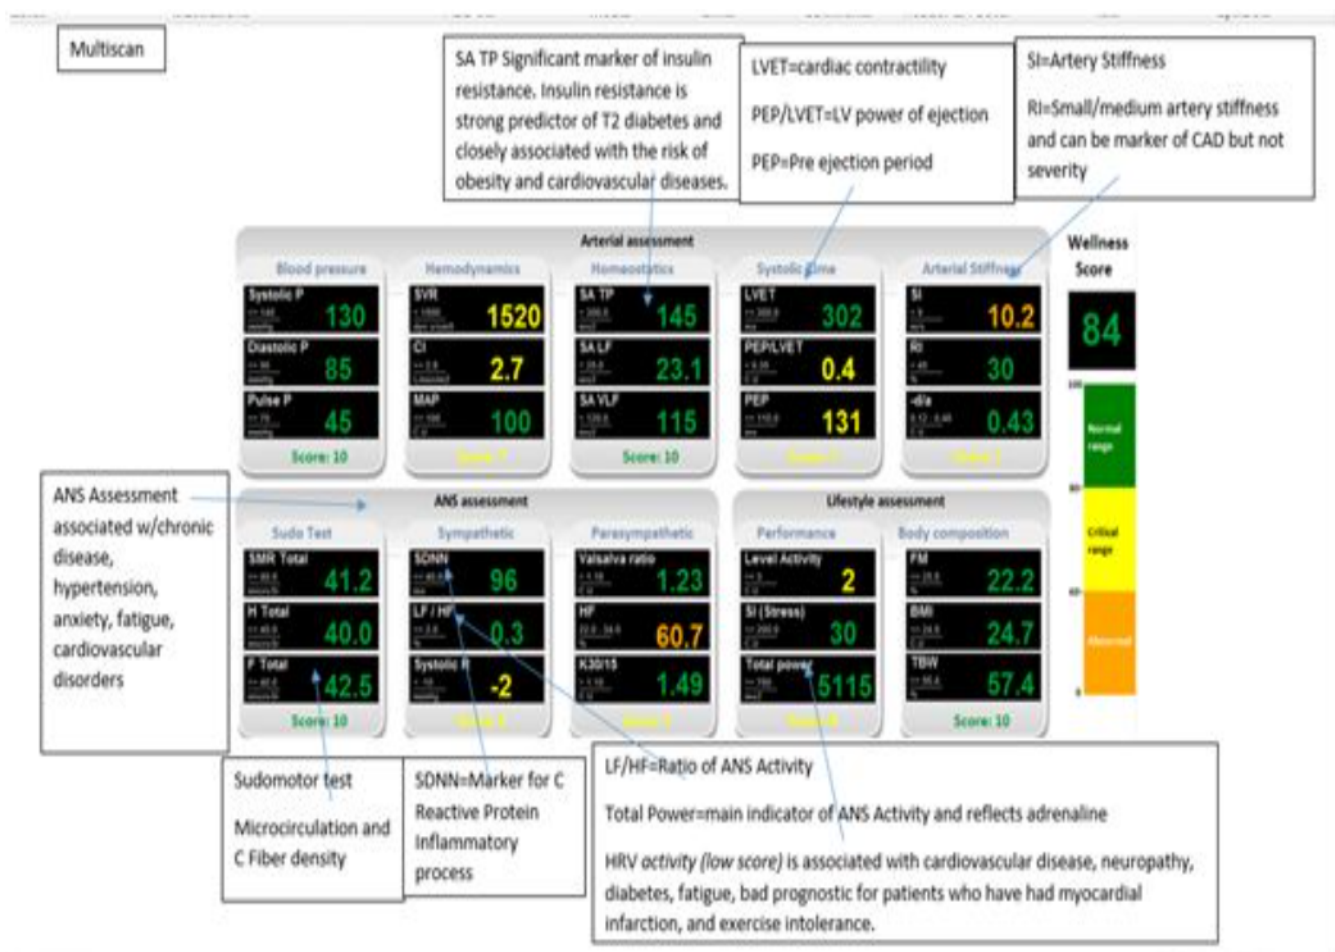 Multiscan
SA TP Significant marker of insulin
resistance. Insulin resistance is
strong predictor of T2 diabetes and
closely associated with the risk of
obesity and cardiovascular diseases.
LVET=cardiac contractility
PEP/LVET=LV power of ejection
PEP=Pre ejection period
SI=Artery Stiffness
RI=Small/medium artery stiffness
and can be marker of CAD but not
severity
Arterial assessment
Wellness
Score
84
Blood pressure
Systolic P
130
Diastolic P
85
Pulse P
45
Score: 10
Hemodynamics
SVR
1520
CI
2.7
MAP
100
Homeostatics
SA TP
145
SA LF
23.1
SA VLF
115
Score: 10
Systolic Time
LVET
302
PEP/LVET
0.4
PEP
131
Arterial Stiffness
SI
10.2
RI
30
-d/a
0.43
100
Normal
range
80
Critical
range
Abnormal
ANS Assessment
associated w/chronic
disease,
hypertension,
anxiety, fatigue,
cardiovascular
disorders
ANS assessment
Sudo Test
SMR Total
41.2
H Total
40.0
F Total
42.5
Score: 10
Sympathetic
SDNN
96
LF / HF
0.3
Systolic R
-2
Parasympathetic
Valsalva ratio
1.23
HF
60.7
K30/15
1.49
Lifestyle assessment
Performance
Level Activity
2
SI (Stress)
30
Total power
5115
Body composition
FM
22.2
BMI
24.7
TBW
57.4
Score: 10
Sudomotor test
Microcirculation and
C Fiber density
SDNN=Marker for C
Reactive Protein
Inflammatory
process
LF/HF=Ratio of ANS Activity
Total Power=main indicator of ANS Activity and reflects adrenaline
HRV activity (low score) is associated with cardiovascular disease, neuropathy,
diabetes, fatigue, bad prognostic for patients who have had myocardial
infarction, and exercise intolerance.